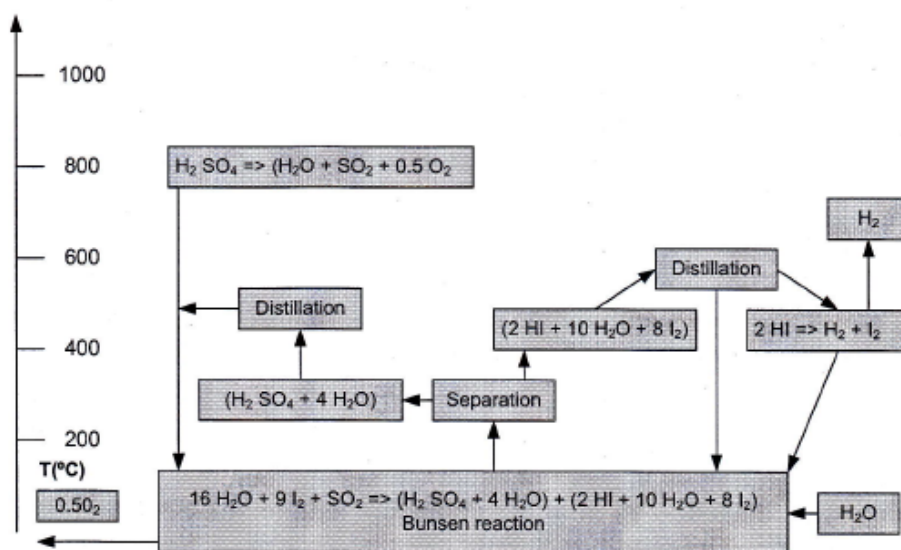 1000
800
600
400
200
T(ºC)
H₂ SO₄ => (H₂O + SO₂ + 0.5 O₂
H₂
Distillation
Distillation
(2 HI + 10 H₂O + 8 I₂)
2 HI => H₂ + I₂
(H₂ SO₄ + 4 H₂O)
Separation
0.50₂
16 H₂O + 9 I₂ + SO₂ => (H₂ SO₄ + 4 H₂O) + (2 HI + 10 H₂O + 8 I₂)
Bunsen reaction
H₂O